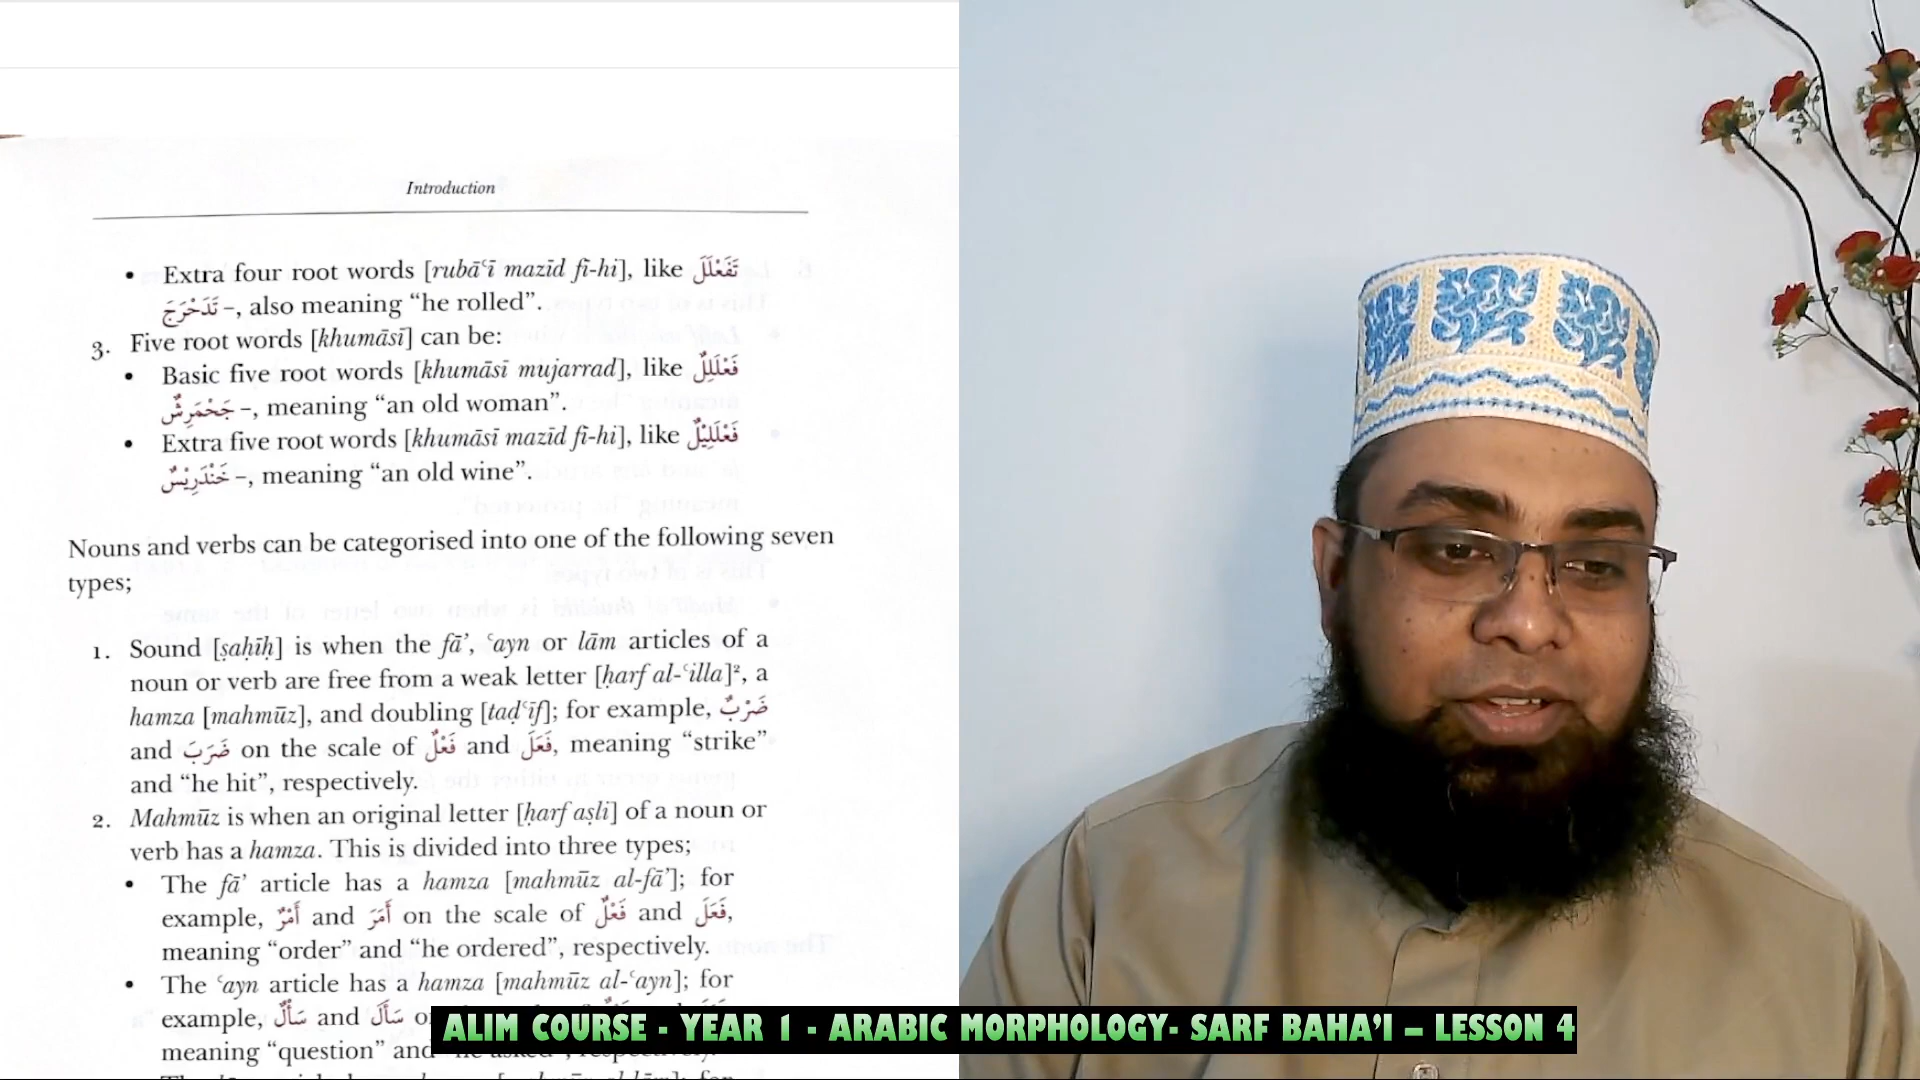 Introduction
• Extra four root words [rubāʿī mazīd fī-hi], like تَفَعْلَلَ
– تَدَحْرَجَ, also meaning “he rolled”.
3. Five root words [khumāsī] can be:
• Basic five root words [khumāsī mujarrad], like فَعْلَلِلٌ
– جَحْمَرِشٌ, meaning “an old woman”.
• Extra five root words [khumāsī mazīd fī-hi], like فَعْلَلِيْلٌ
– خَنْدَرِيْسٌ, meaning “an old wine”.
Nouns and verbs can be categorised into one of the following seven
types;
1. Sound [ṣaḥīḥ] is when the fā’, ʿayn or lām articles of a
noun or verb are free from a weak letter [ḥarf al-ʿilla]², a
hamza [mahmūz], and doubling [taḍʿīf]; for example, ضَرْبٌ
and ضَرَبَ on the scale of فَعْلٌ and فَعَلَ, meaning “strike”
and “he hit”, respectively.
2. Mahmūz is when an original letter [ḥarf aṣli] of a noun or
verb has a hamza. This is divided into three types;
• The fā’ article has a hamza [mahmūz al-fā’]; for
example, أَمْرٌ and أَمَرَ on the scale of فَعْلٌ and فَعَلَ,
meaning “order” and “he ordered”, respectively.
• The ʿayn article has a hamza [mahmūz al-ʿayn]; for
example, سَأْلٌ and سَأَلَ
meaning “question” and
ALIM COURSE - YEAR 1 - ARABIC MORPHOLOGY- SARF BAHA’I – LESSON 4